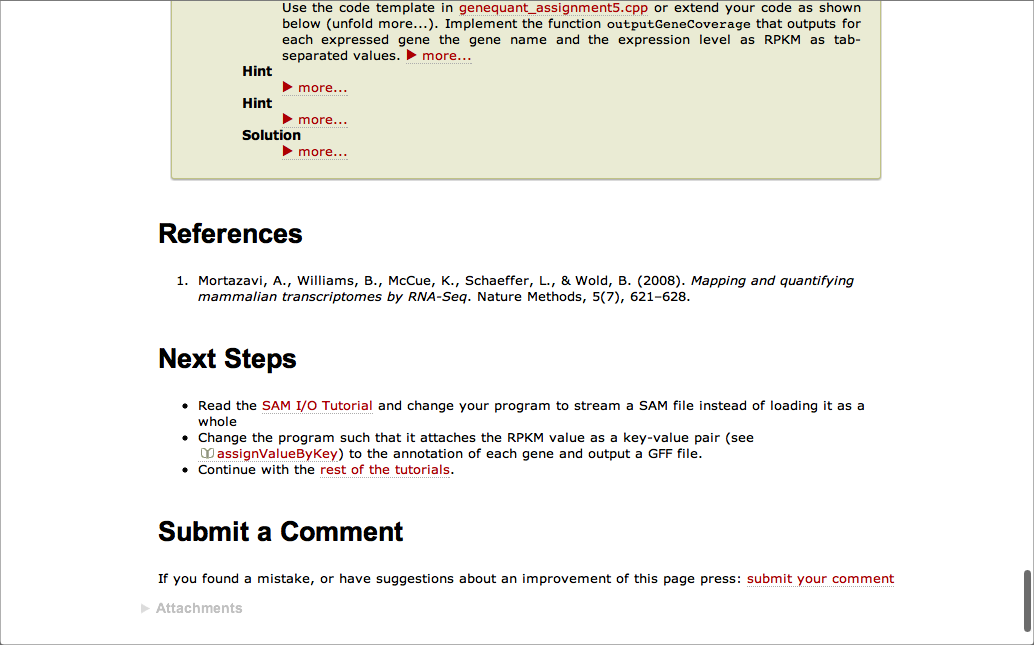 Use the code template in genequant_assignment5.cpp or extend your code as shown
below (unfold more...). Implement the function outputGeneCoverage that outputs for
each expressed gene the gene name and the expression level as RPKM as tab-
separated values. ▶ more...
Hint
▶ more...
Hint
▶ more...
Solution
▶ more...
References
1. Mortazavi, A., Williams, B., McCue, K., Schaeffer, L., & Wold, B. (2008). Mapping and quantifying
mammalian transcriptomes by RNA-Seq. Nature Methods, 5(7), 621–628.
Next Steps
• Read the SAM I/O Tutorial and change your program to stream a SAM file instead of loading it as a
whole
• Change the program such that it attaches the RPKM value as a key-value pair (see
assignValueByKey) to the annotation of each gene and output a GFF file.
• Continue with the rest of the tutorials.
Submit a Comment
If you found a mistake, or have suggestions about an improvement of this page press: submit your comment
▶ Attachments